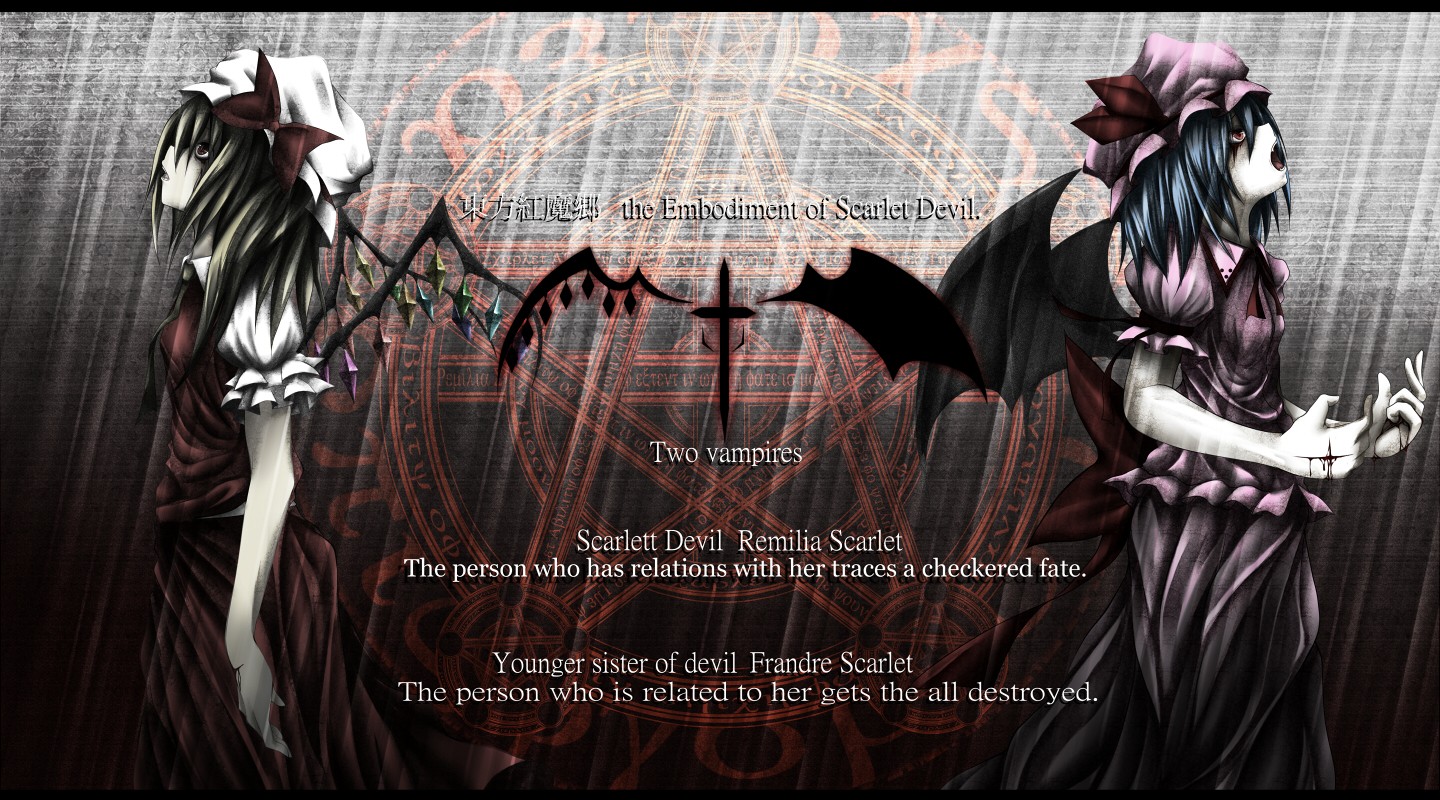 東方紅魔郷 the Embodiment of Scarlet Devil.
Two vampires
Scarlett Devil Remilia Scarlet
The person who has relations with her traces a checkered fate.
Younger sister of devil Frandre Scarlet
The person who is related to her gets the all destroyed.